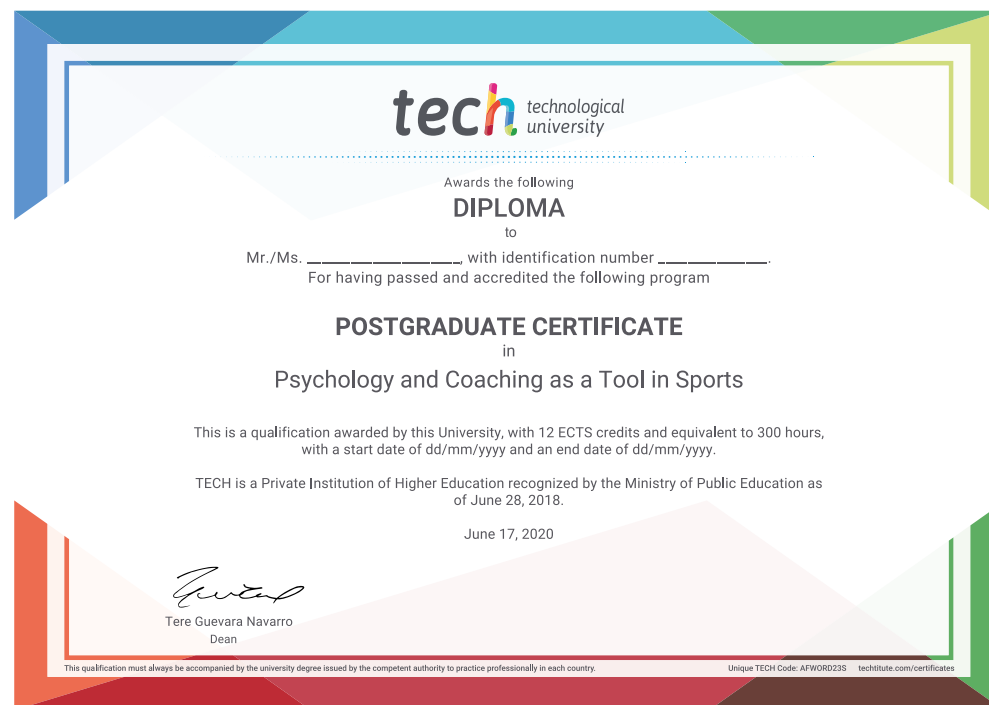 tech technological
university
Awards the following
DIPLOMA
to
Mr./Ms. ____________________, with identification number ______________.
For having passed and accredited the following program
POSTGRADUATE CERTIFICATE
in
Psychology and Coaching as a Tool in Sports
This is a qualification awarded by this University, with 12 ECTS credits and equivalent to 300 hours,
with a start date of dd/mm/yyyy and an end date of dd/mm/yyyy.
TECH is a Private Institution of Higher Education recognized by the Ministry of Public Education as
of June 28, 2018.
June 17, 2020
Tere Guevara Navarro
Dean
This qualification must always be accompanied by the university degree issued by the competent authority to practice professionally in each country.
Unique TECH Code: AFWORD23S techtitute.com/certificates